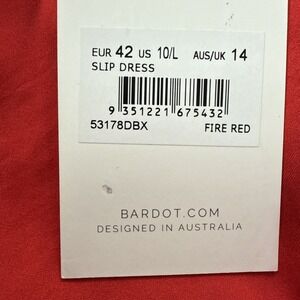 EUR 42 US 10/L AUS/UK 14
SLIP DRESS
9 351221 675432
53178DBX FIRE RED
BARDOT.COM
DESIGNED IN AUSTRALIA